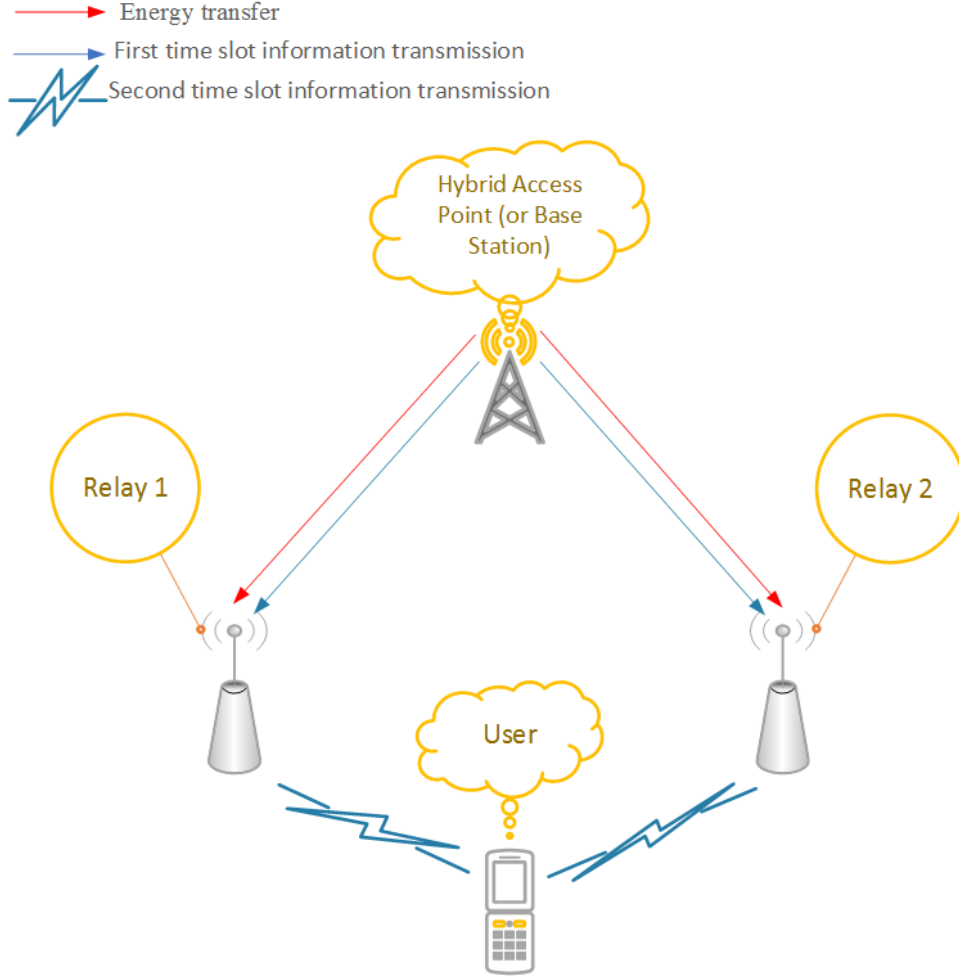 Energy transfer
First time slot information transmission
Second time slot information transmission
Hybrid Access
Point (or Base
Station)
Relay 1
Relay 2
User